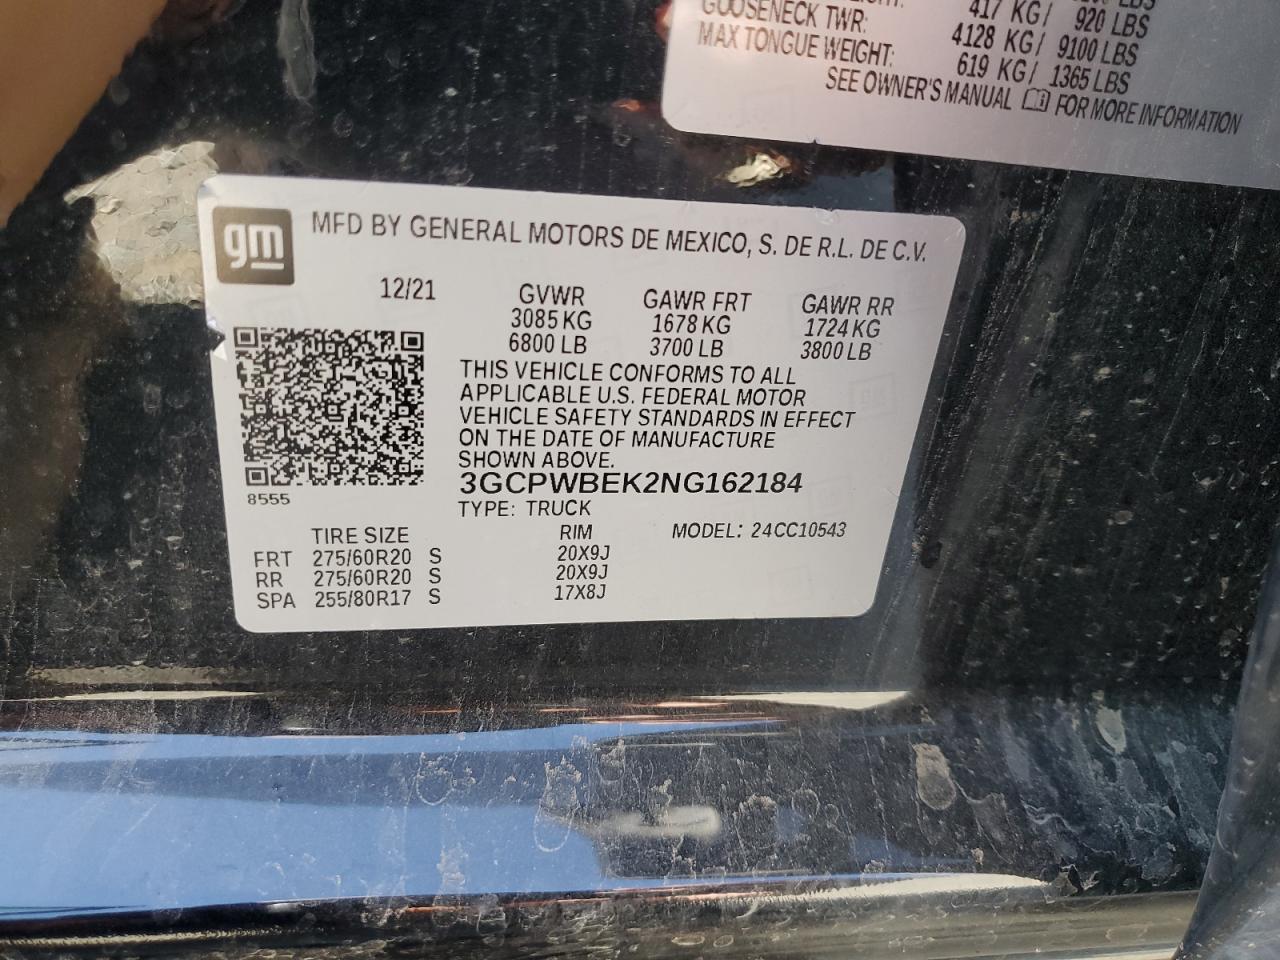 417 KG/ 920 LBS
GOOSENECK TWR: 4128 KG/ 9100 LBS
MAX TONGUE WEIGHT: 619 KG/ 1365 LBS
SEE OWNER'S MANUAL FOR MORE INFORMATION
gm
MFD BY GENERAL MOTORS DE MEXICO, S. DE R.L. DE C.V.
12/21 GVWR GAWR FRT GAWR RR
3085 KG 1678 KG 1724 KG
6800 LB 3700 LB 3800 LB
THIS VEHICLE CONFORMS TO ALL
APPLICABLE U.S. FEDERAL MOTOR
VEHICLE SAFETY STANDARDS IN EFFECT
ON THE DATE OF MANUFACTURE
SHOWN ABOVE.
3GCPWBEK2NG162184
8555
TYPE: TRUCK
TIRE SIZE RIM MODEL: 24CC10543
FRT 275/60R20 S 20X9J
RR 275/60R20 S 20X9J
SPA 255/80R17 S 17X8J